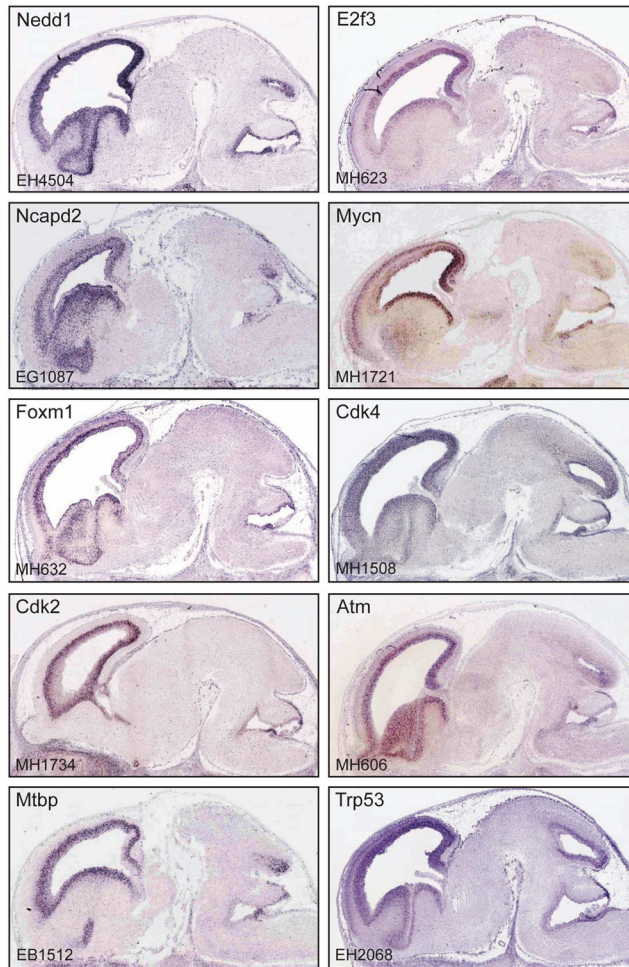 Nedd1
EH4504
E2f3
MH623
Ncapd2
EG1087
Mycn
MH1721
Foxm1
MH632
Cdk4
MH1508
Cdk2
MH1734
Atm
MH606
Mtbp
EB1512
Trp53
EH2068